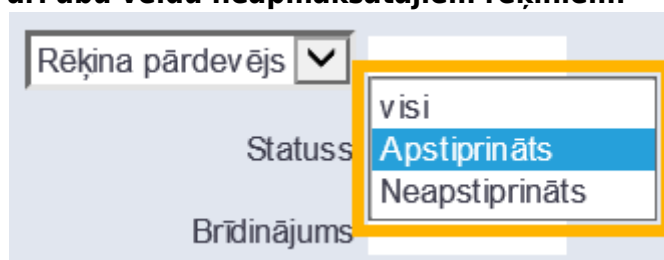 Rēķina pārdevējs
visi
Statuss Apstiprināts
Neapstiprināts
Brīdinājums